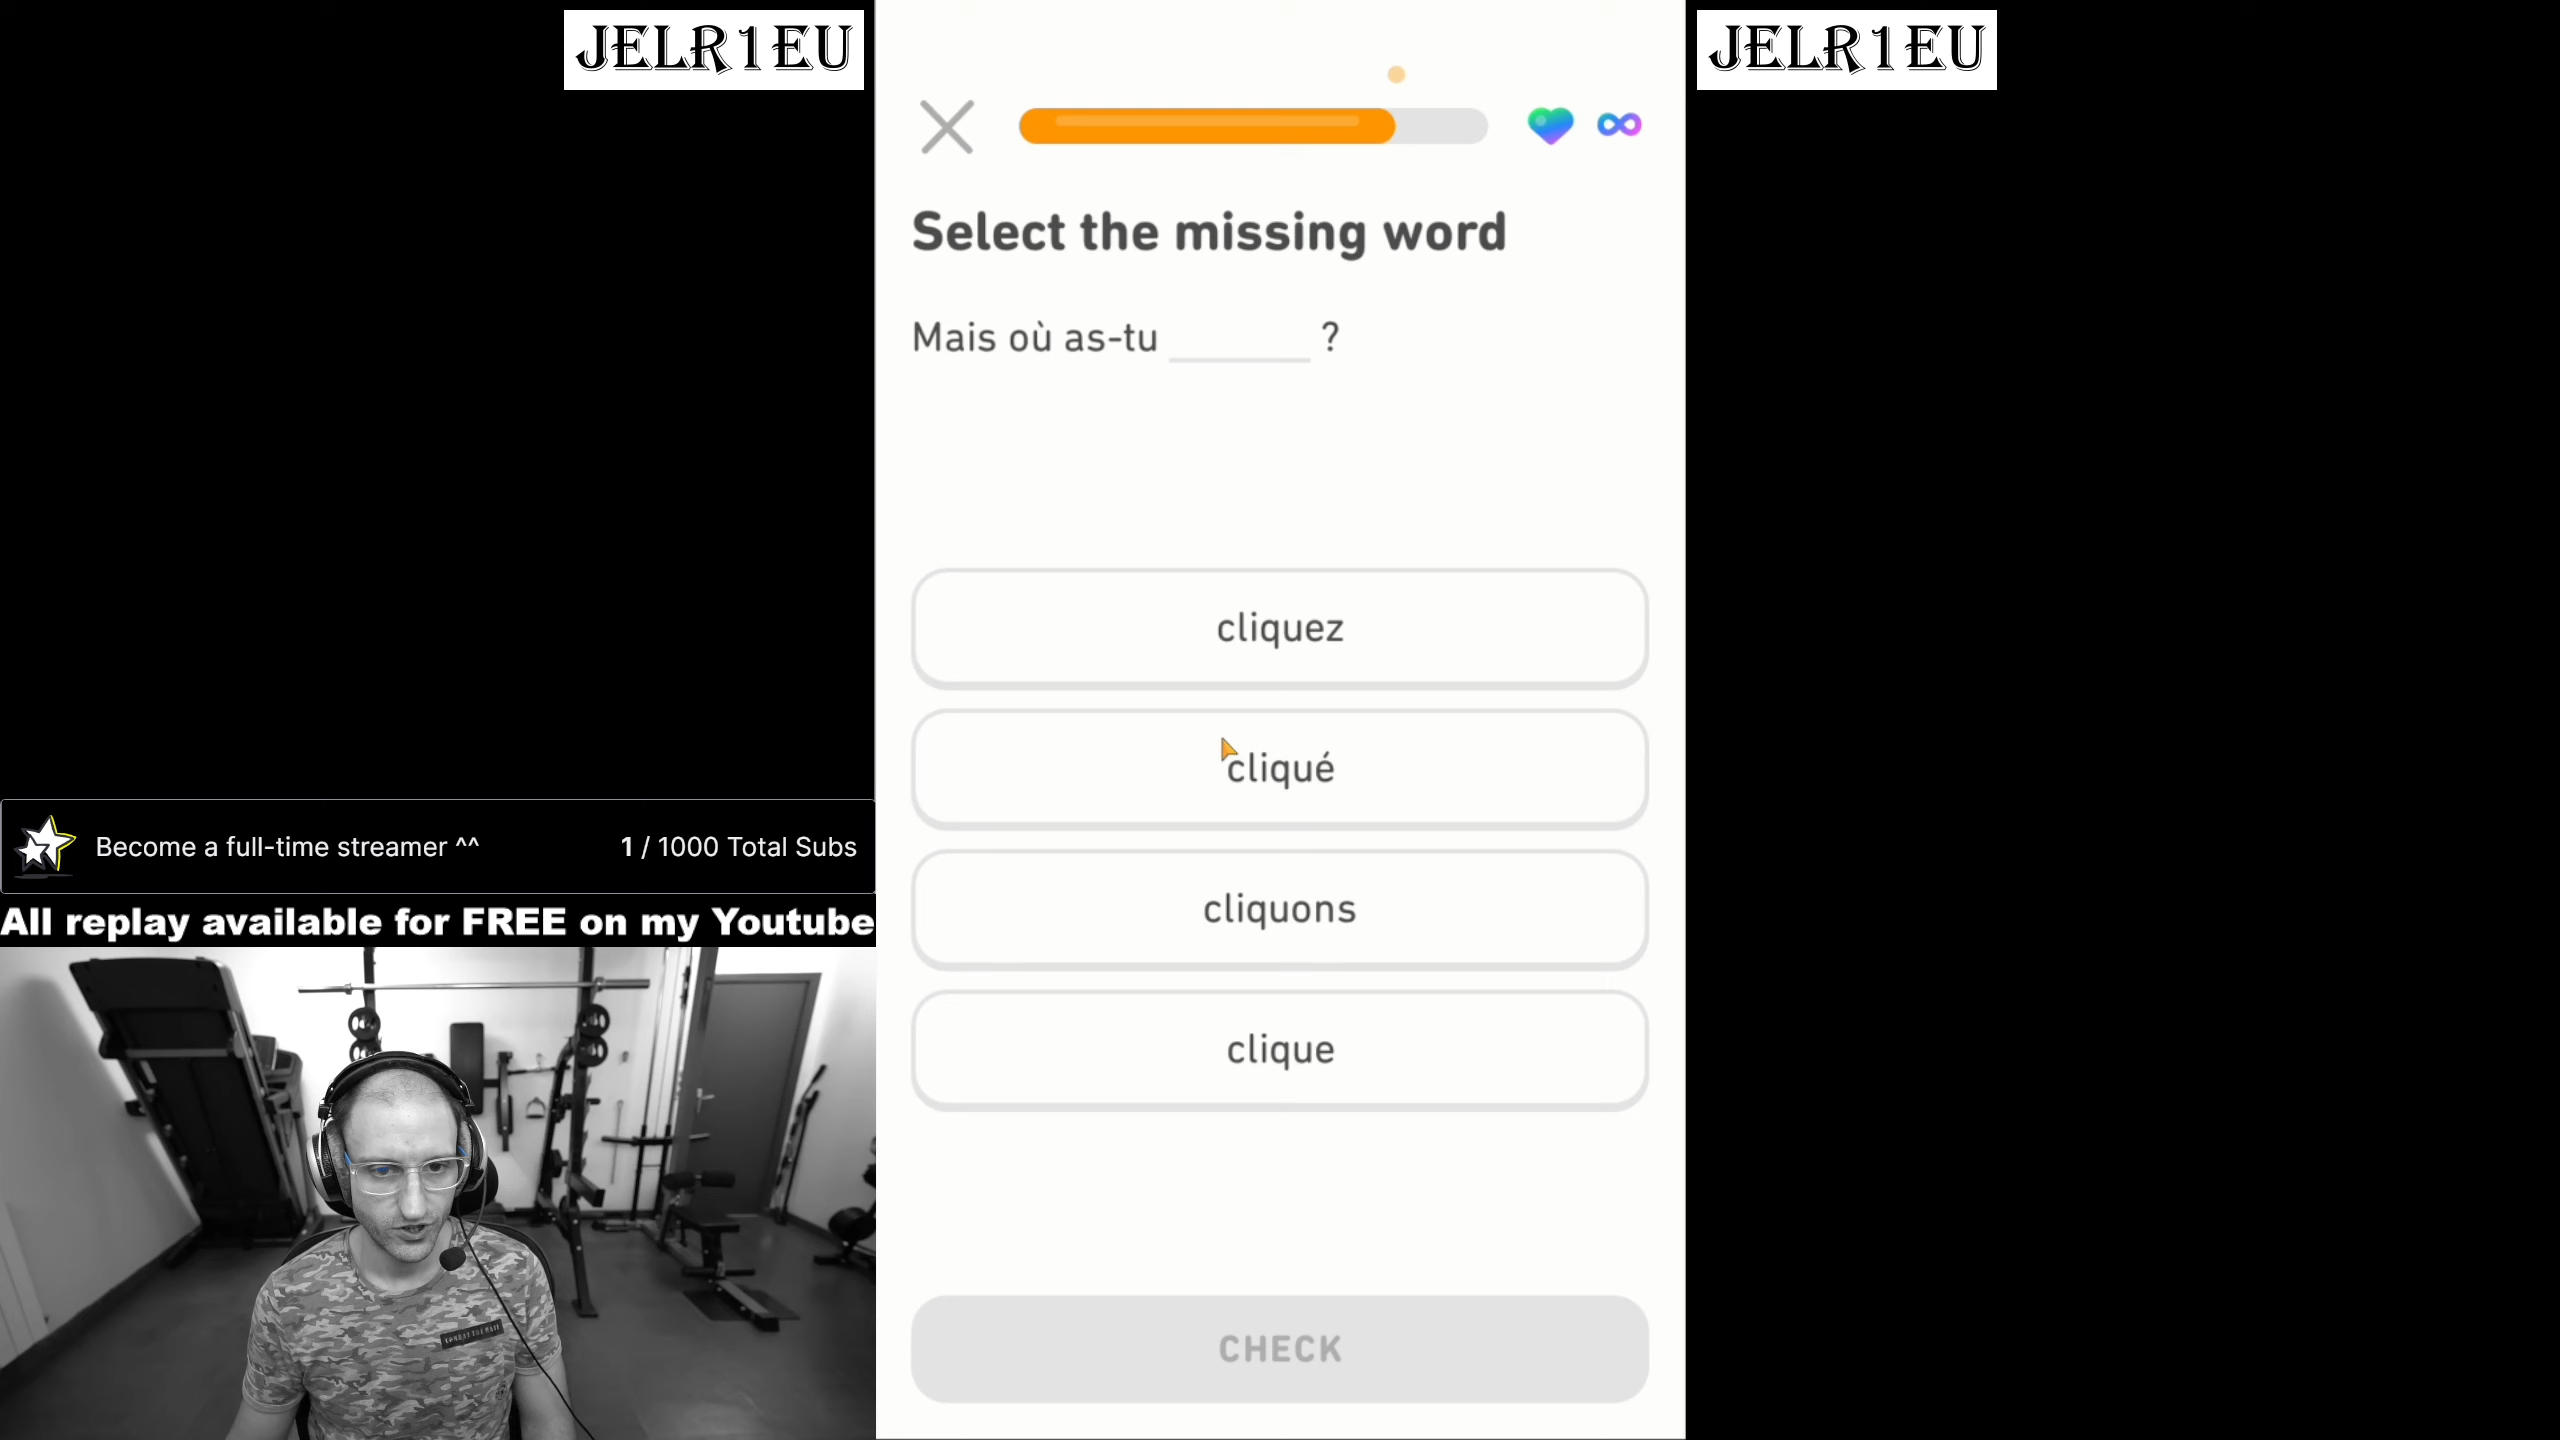 JELR1EU
JELR1EU
Select the missing word
Mais où as-tu ______ ?
cliquez
cliqué
cliquons
clique
CHECK
Become a full-time streamer ^^
1 / 1000 Total Subs
All replay available for FREE on my Youtube